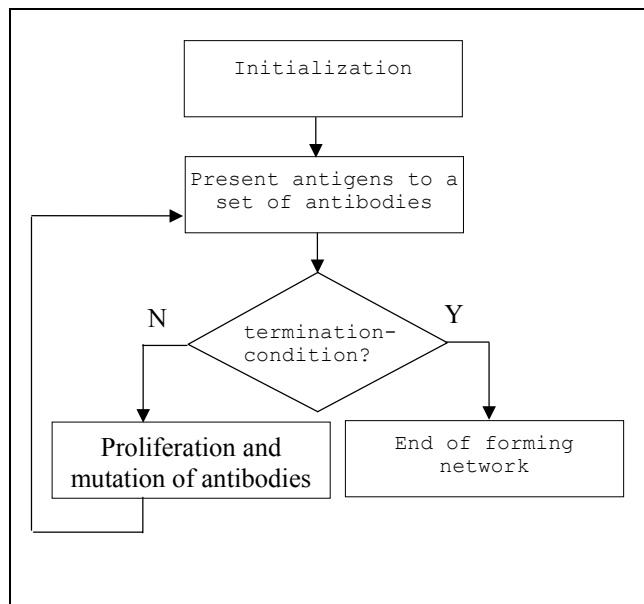 Initialization
Present antigens to a
set of antibodies
N
Y
termination-
condition?
Proliferation and
mutation of antibodies
End of forming
network